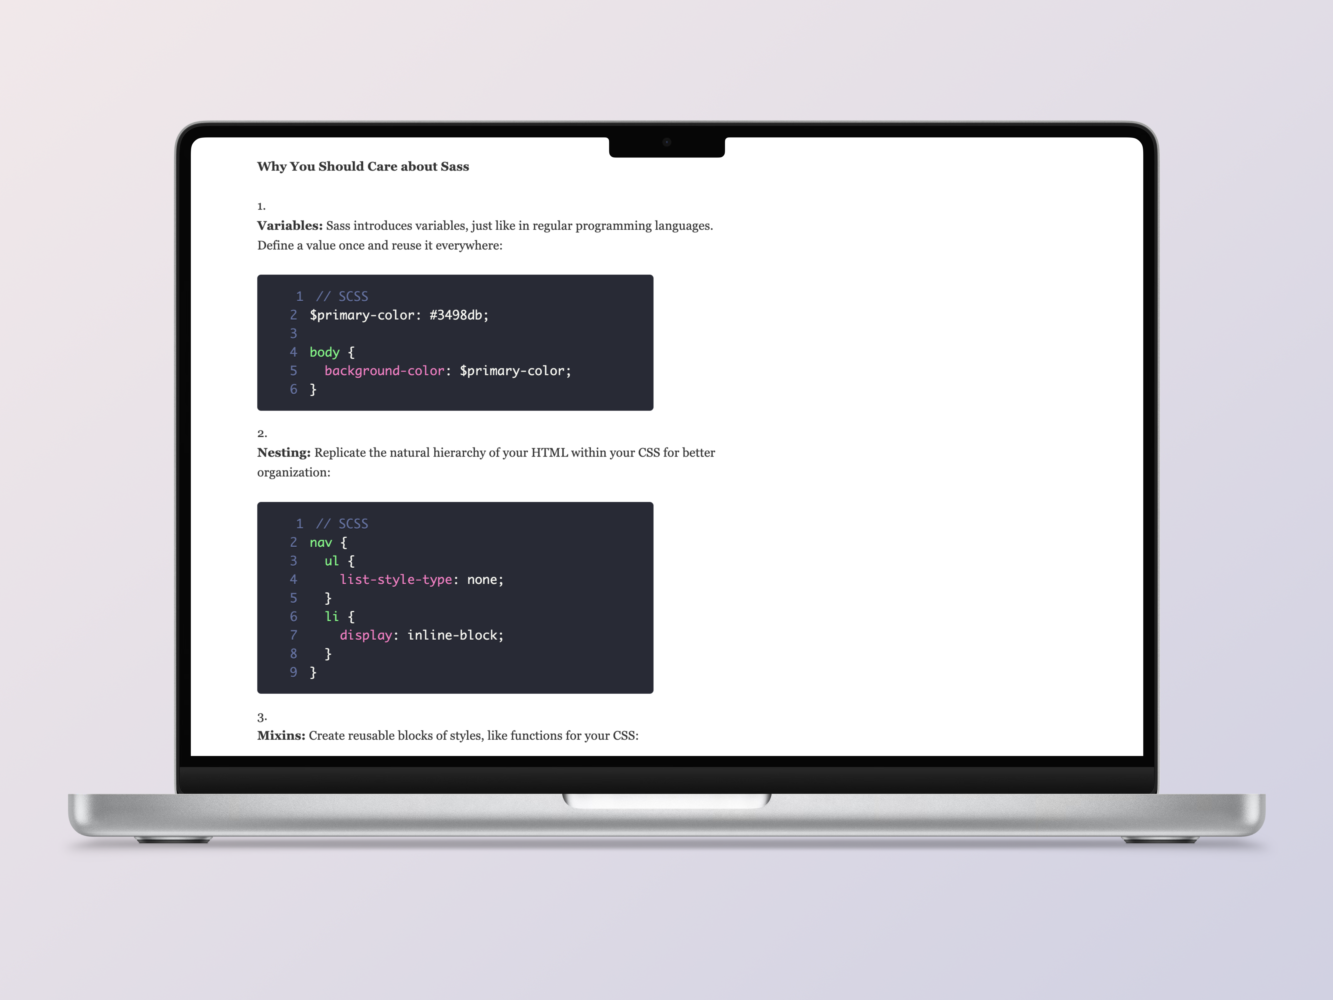 Why You Should Care about Sass
1.
Variables: Sass introduces variables, just like in regular programming languages.
Define a value once and reuse it everywhere:
1 // SCSS
2 $primary-color: #3498db;
3
4 body {
5   background-color: $primary-color;
6 }
2.
Nesting: Replicate the natural hierarchy of your HTML within your CSS for better
organization:
1 // SCSS
2 nav {
3   ul {
4     list-style-type: none;
5   }
6   li {
7     display: inline-block;
8   }
9 }
3.
Mixins: Create reusable blocks of styles, like functions for your CSS: